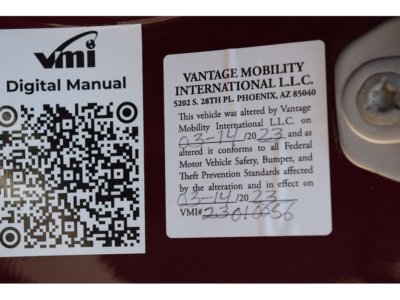 vmi
Digital Manual
VANTAGE MOBILITY
INTERNATIONAL L.L.C.
5202 S. 28TH PL. PHOENIX, AZ 85040
This vehicle was altered by Vantage
Mobility International L.L.C. on
03-14/2023 and as
altered it conforms to all Federal
Motor Vehicle Safety, Bumper, and
Theft Prevention Standards affected
by the alteration and in effect on
03-14/2023
VMI#